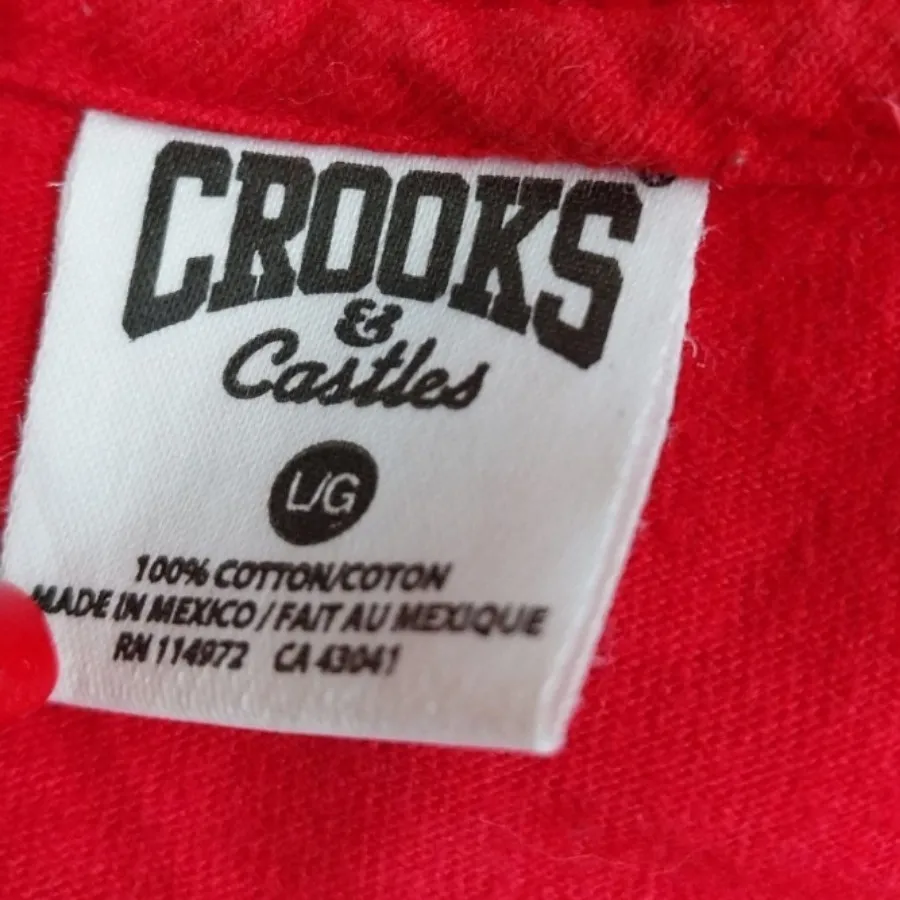 CROOKS®
&
Castles
L/G
100% COTTON/COTON
MADE IN MEXICO / FAIT AU MEXIQUE
RN 114972 CA 43041